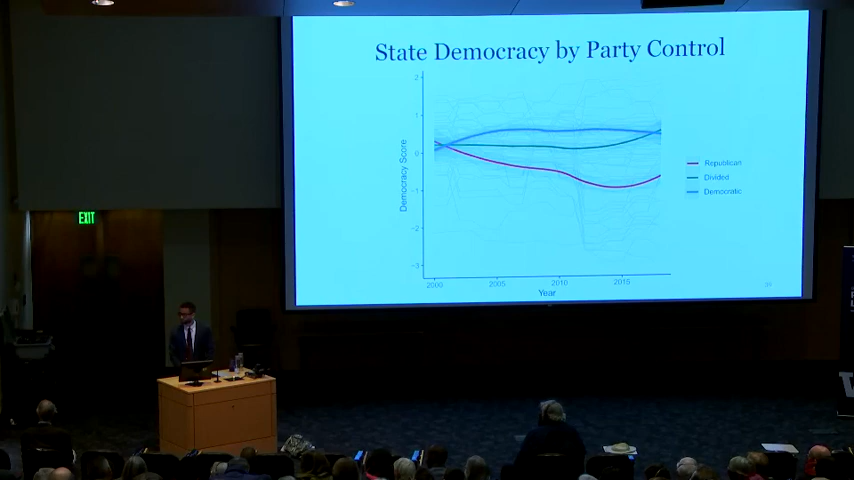 State Democracy by Party Control
2
1
0
-1
-2
-3
Democracy Score
2000
2005
2010
2015
Year
Republican
Divided
Democratic
EXIT
W